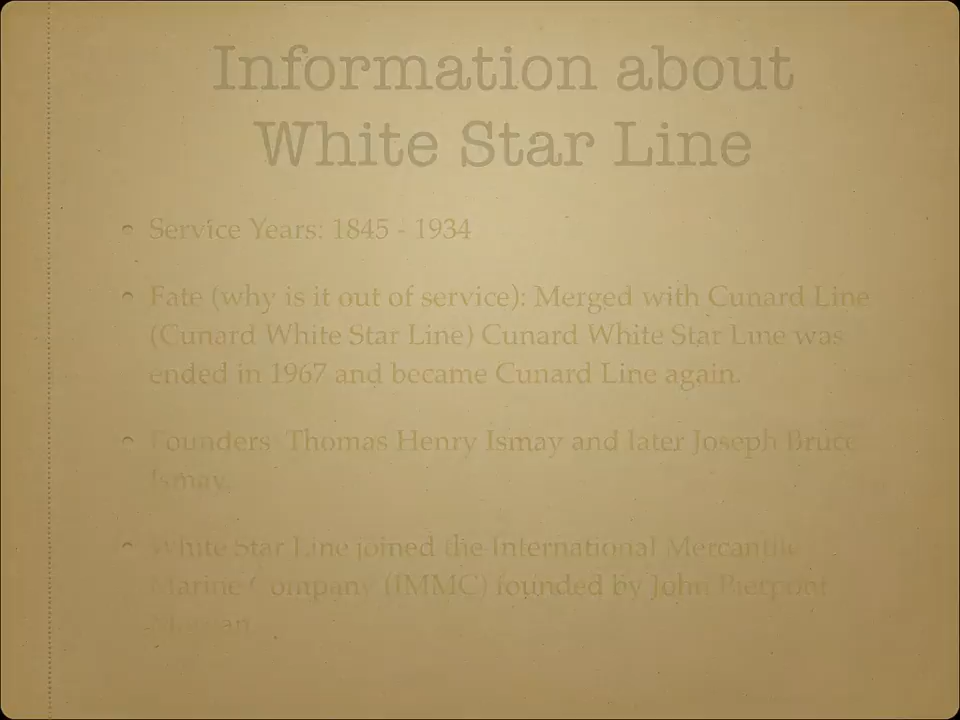 Information about
White Star Line
Service Years: 1845 - 1934
Fate (why is it out of service): Merged with Cunard Line
(Cunard White Star Line) Cunard White Star Line was
ended in 1967 and became Cunard Line again.
Founders: Thomas Henry Ismay and later Joseph Bruce
Ismay.
White Star Line joined the International Mercantile
Marine Company (IMMC) founded by John Pierpont
Morgan.